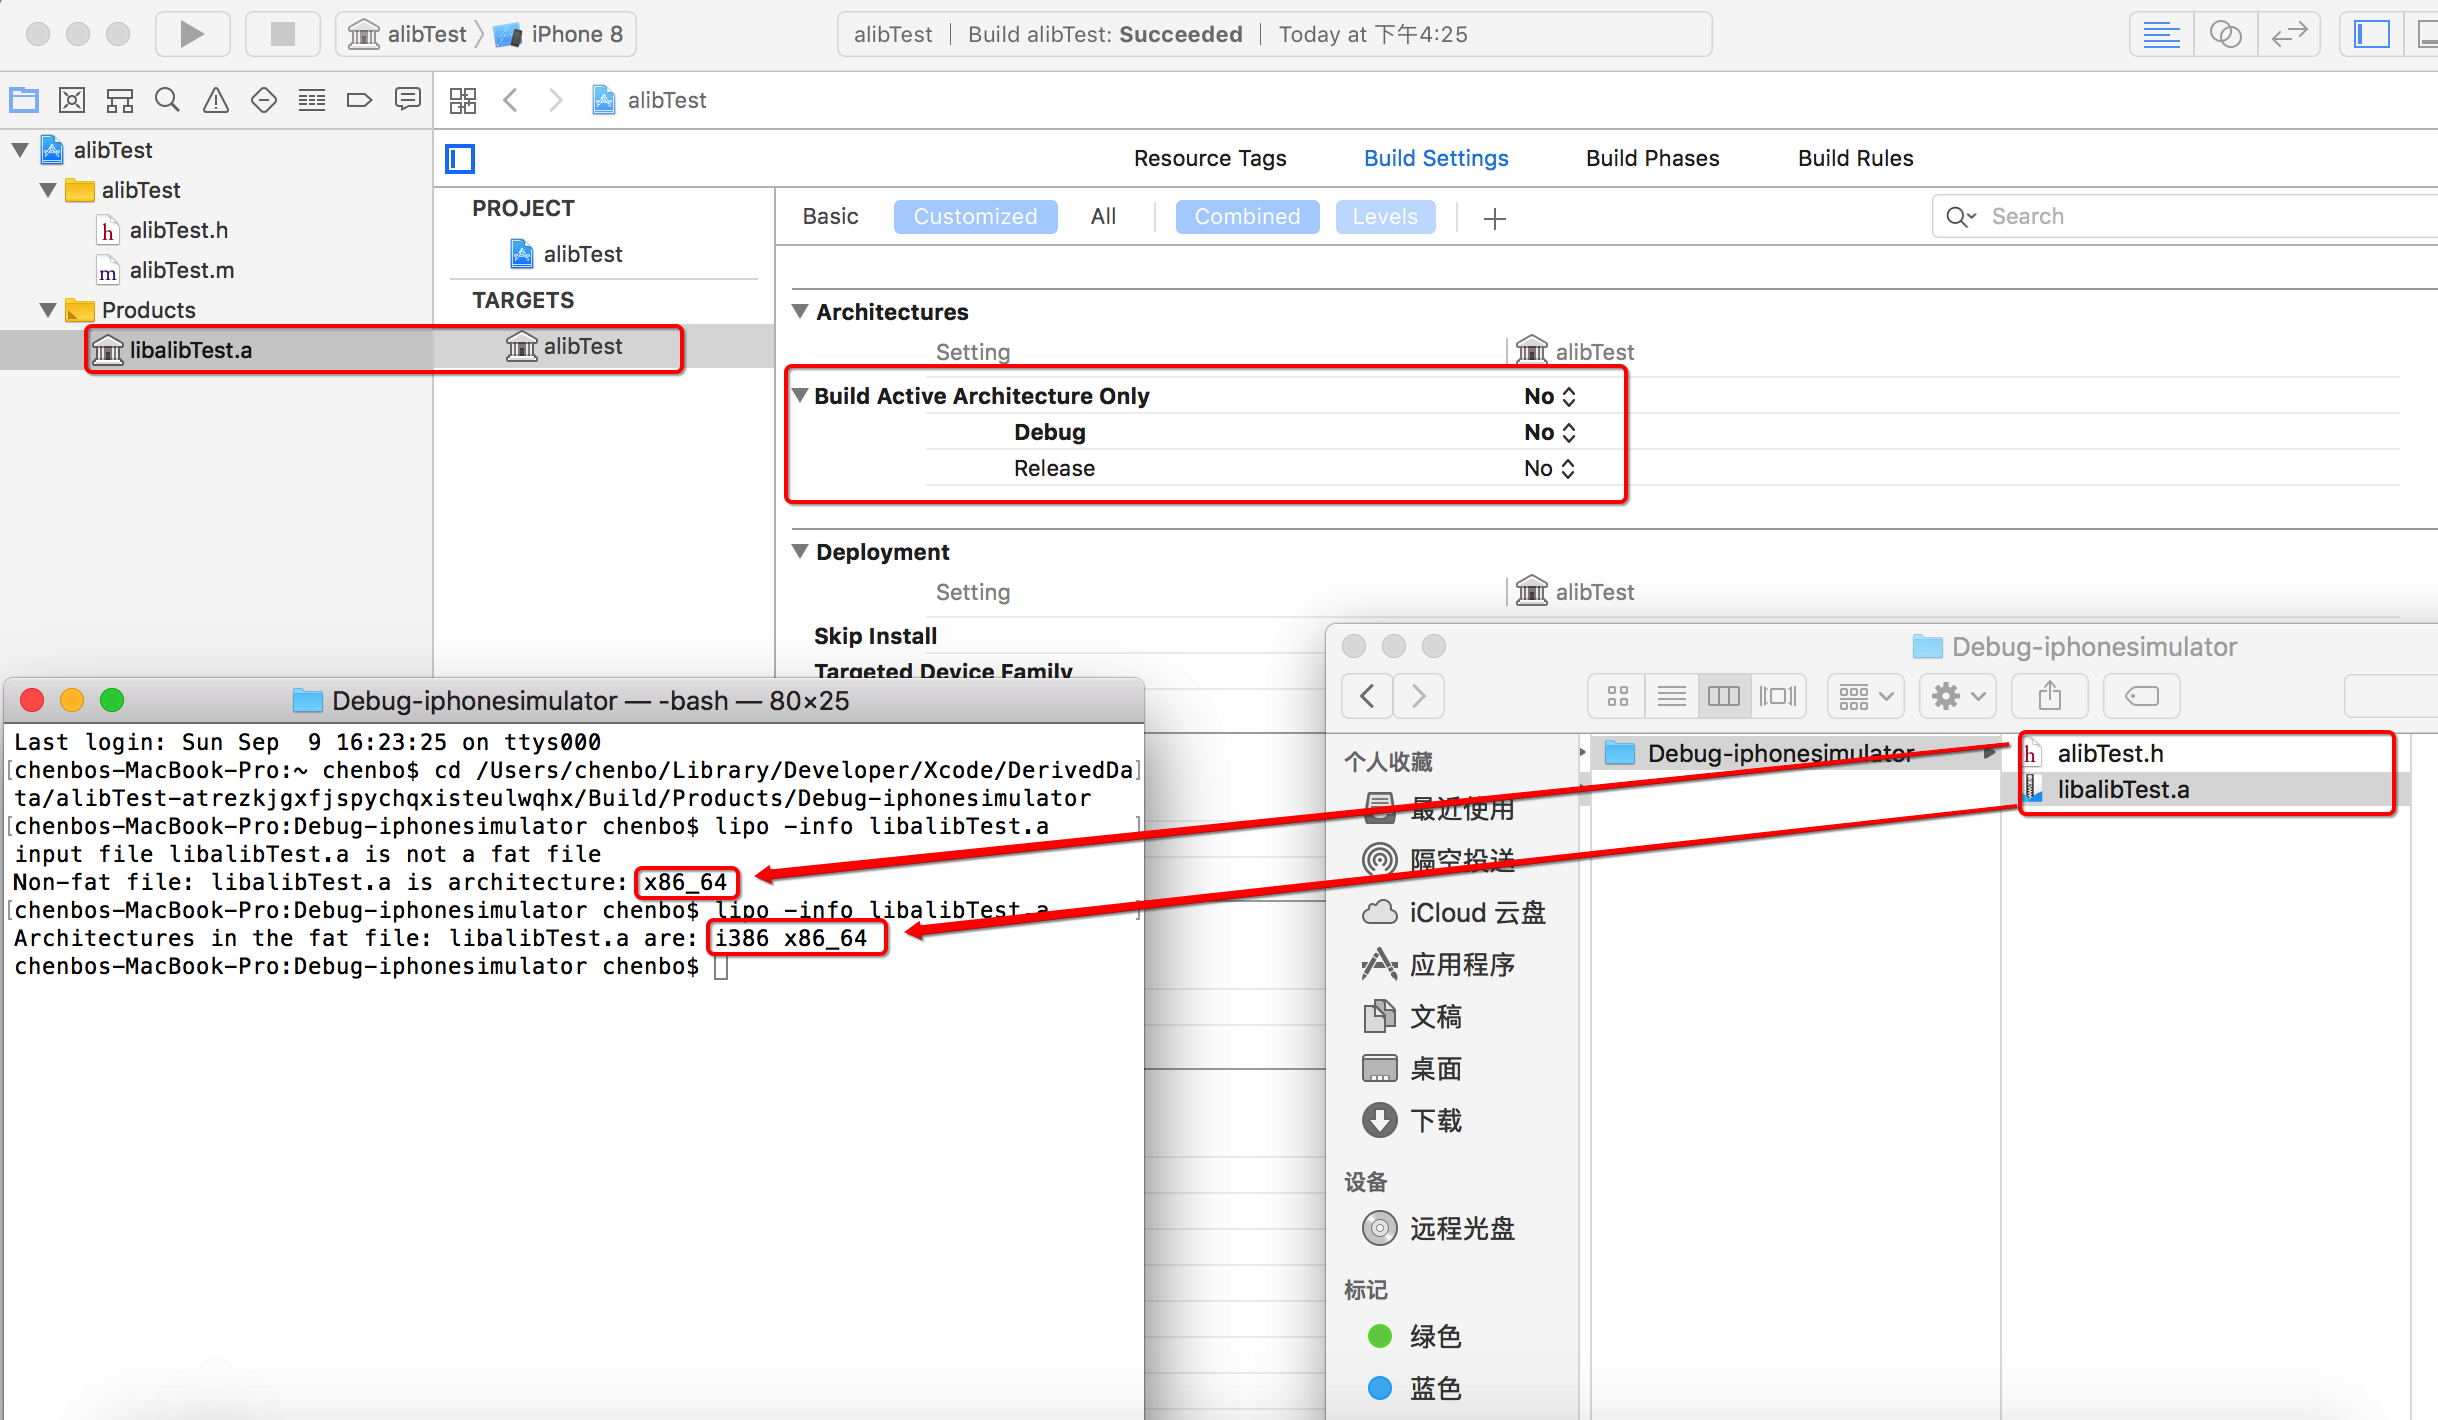 alibTest iPhone 8
alibTest | Build alibTest: Succeeded | Today at 下午4:25
alibTest
alibTest
alibTest
alibTest.h
alibTest.m
Products
libalibTest.a
Resource Tags Build Settings Build Phases Build Rules
PROJECT
alibTest
TARGETS
alibTest
Basic Customized All Combined Levels Search
Architectures
Setting alibTest
Build Active Architecture Only No
Debug No
Release No
Deployment
Setting alibTest
Skip Install
Targeted Device Family
Debug-iphonesimulator — -bash — 80×25
Last login: Sun Sep  9 16:23:25 on ttys000
[chenbos-MacBook-Pro:~ chenbo$ cd /Users/chenbo/Library/Developer/Xcode/DerivedDa]
ta/alibTest-atrezkjgxfjspychqxisteulwqhx/Build/Products/Debug-iphonesimulator
[chenbos-MacBook-Pro:Debug-iphonesimulator chenbo$ lipo -info libalibTest.a ]
input file libalibTest.a is not a fat file
Non-fat file: libalibTest.a is architecture: x86_64
[chenbos-MacBook-Pro:Debug-iphonesimulator chenbo$ lipo -info libalibTest.a ]
Architectures in the fat file: libalibTest.a are: i386 x86_64
chenbos-MacBook-Pro:Debug-iphonesimulator chenbo$
Debug-iphonesimulator
个人收藏
最近使用
隔空投送
iCloud 云盘
应用程序
文稿
桌面
下载
设备
远程光盘
标记
绿色
蓝色
Debug-iphonesimulator
alibTest.h
libalibTest.a